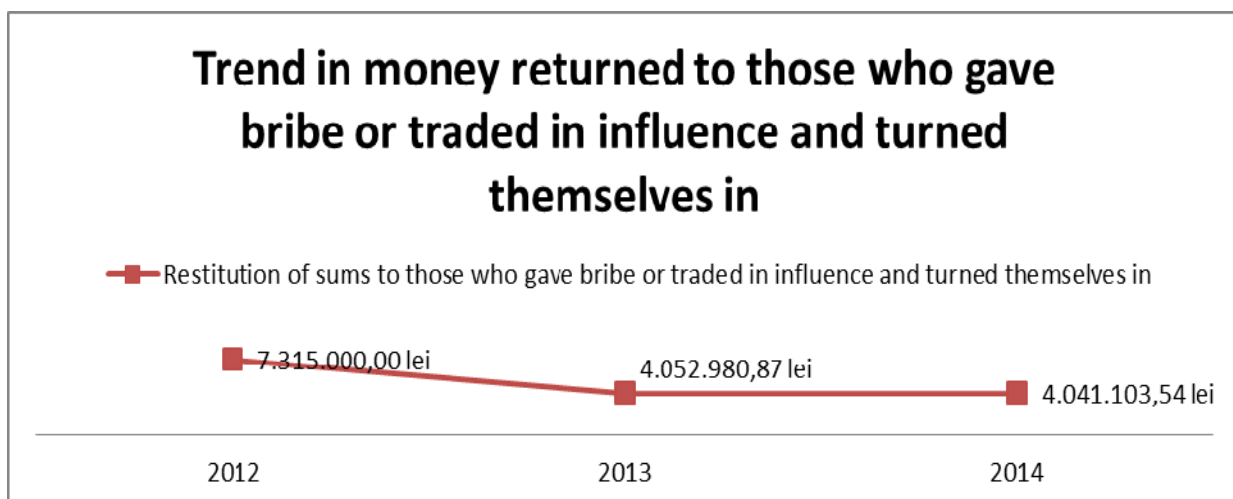 Trend in money returned to those who gave
bribe or traded in influence and turned
themselves in
Restitution of sums to those who gave bribe or traded in influence and turned themselves in
7.315.000,00 lei
4.052.980,87 lei
4.041.103,54 lei
2012
2013
2014